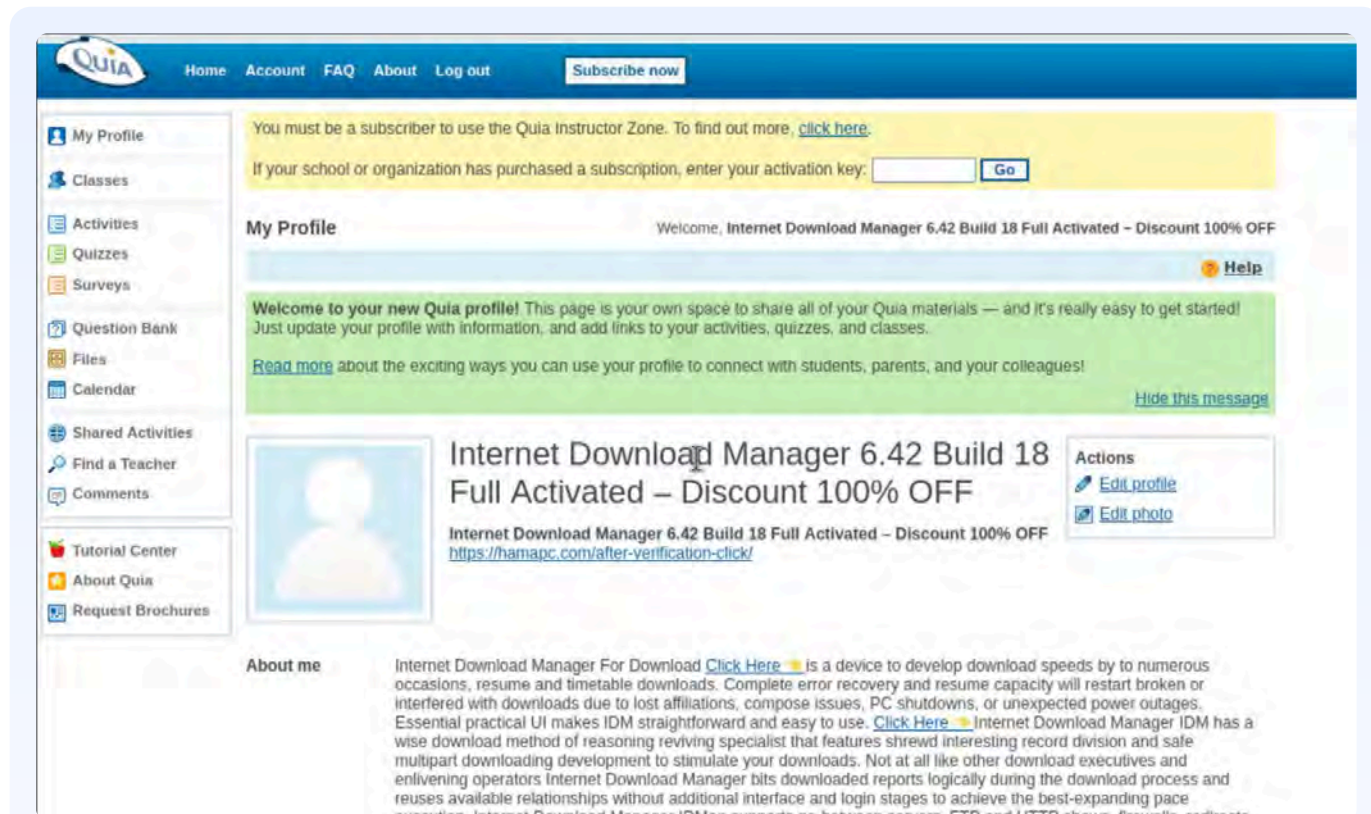 QUIA
Home Account FAQ About Log out Subscribe now
My Profile
Classes
Activities
Quizzes
Surveys
Question Bank
Files
Calendar
Shared Activities
Find a Teacher
Comments
Tutorial Center
About Quia
Request Brochures
You must be a subscriber to use the Quia Instructor Zone. To find out more, click here.
If your school or organization has purchased a subscription, enter your activation key: Go
My Profile
Welcome, Internet Download Manager 6.42 Build 18 Full Activated – Discount 100% OFF
? Help
Welcome to your new Quia profile! This page is your own space to share all of your Quia materials — and it's really easy to get started!
Just update your profile with information, and add links to your activities, quizzes, and classes.
Read more about the exciting ways you can use your profile to connect with students, parents, and your colleagues!
Hide this message
Internet Download Manager 6.42 Build 18
Full Activated – Discount 100% OFF
Internet Download Manager 6.42 Build 18 Full Activated – Discount 100% OFF
https://hamapc.com/after-verification-click/
Actions
Edit profile
Edit photo
About me
Internet Download Manager For Download Click Here is a device to develop download speeds by to numerous
occasions, resume and timetable downloads. Complete error recovery and resume capacity will restart broken or
interfered with downloads due to lost affiliations, compose issues, PC shutdowns, or unexpected power outages.
Essential practical UI makes IDM straightforward and easy to use. Click Here Internet Download Manager IDM has a
wise download method of reasoning reviving specialist that features shrewd interesting record division and safe
multipart downloading development to stimulate your downloads. Not at all like other download executives and
enlivening operators Internet Download Manager bits downloaded reports logically during the download process and
reuses available relationships without additional interface and login stages to achieve the best-expanding pace